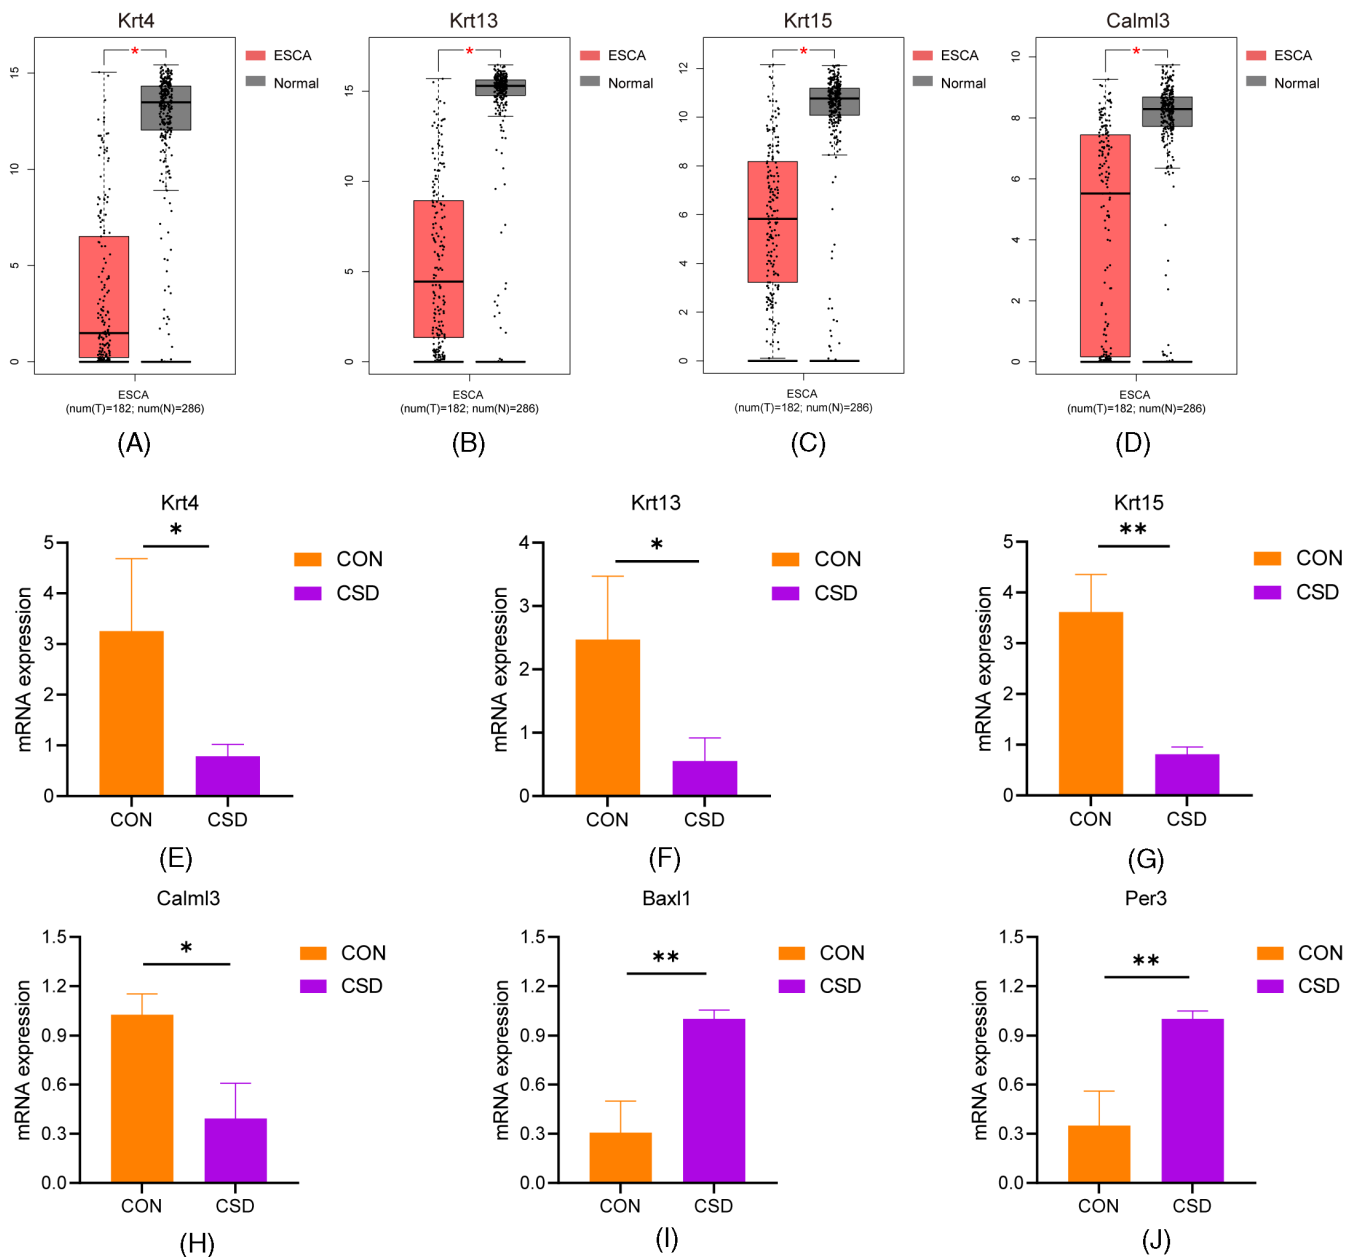 Krt4
Krt13
Krt15
Calml3
*
ESCA
Normal
*
ESCA
Normal
*
ESCA
Normal
*
ESCA
Normal
15
10
5
0
15
10
5
0
12
10
8
6
4
2
0
10
8
6
4
2
0
ESCA
(num(T)=182; num(N)=286)
ESCA
(num(T)=182; num(N)=286)
ESCA
(num(T)=182; num(N)=286)
ESCA
(num(T)=182; num(N)=286)
(A)
(B)
(C)
(D)
Krt4
*
mRNA expression
5
4
3
2
1
0
CON
CSD
CON
CSD
(E)
Krt13
*
mRNA expression
4
3
2
1
0
CON
CSD
CON
CSD
(F)
Krt15
**
mRNA expression
5
4
3
2
1
0
CON
CSD
CON
CSD
(G)
Calml3
*
mRNA expression
1.5
1.2
0.9
0.6
0.3
0.0
CON
CSD
CON
CSD
(H)
Baxl1
**
mRNA expression
1.5
1.2
0.9
0.6
0.3
0.0
CON
CSD
CON
CSD
(I)
Per3
**
mRNA expression
1.5
1.2
0.9
0.6
0.3
0.0
CON
CSD
CON
CSD
(J)